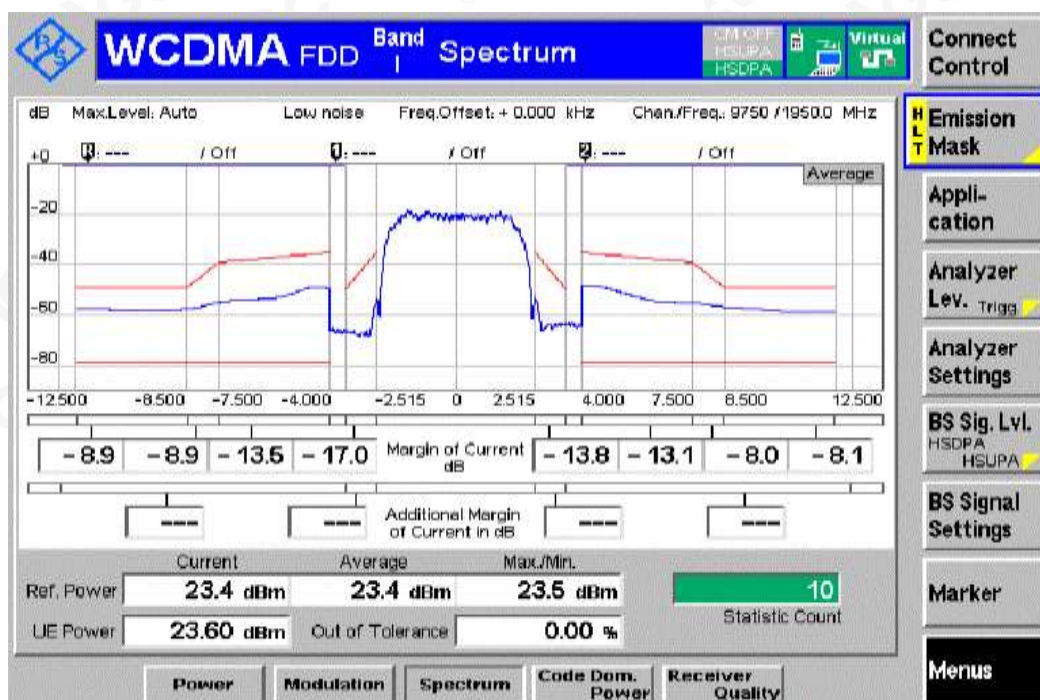 R&S
WCDMA FDD Band I Spectrum
CM OFF
HSUPA
HSDPA
Virtual
Connect Control
dB Max.Level: Auto Low noise Freq.Offset: + 0.000 kHz Chan./Freq.: 9750 / 1950.0 MHz
HLT Emission Mask
R: --- / Off 1: --- / Off 2: --- / Off
Average
+0
-20
-40
-60
-80
-12.500 -8.500 -7.500 -4.000 -2.515 0 2.515 4.000 7.500 8.500 12.500
Appli-
cation
Analyzer
Lev. Trigg
Analyzer
Settings
BS Sig. Lvl.
HSDPA
HSUPA
BS Signal
Settings
Marker
Menus
-8.9 -8.9 -13.5 -17.0 Margin of Current dB -13.8 -13.1 -8.0 -8.1
--- --- Additional Margin of Current in dB --- ---
Current Average Max./Min.
Ref. Power 23.4 dBm 23.4 dBm 23.5 dBm 10
Statistic Count
UE Power 23.60 dBm Out of Tolerance 0.00 %
Power Modulation Spectrum Code Dom. Power Receiver Quality